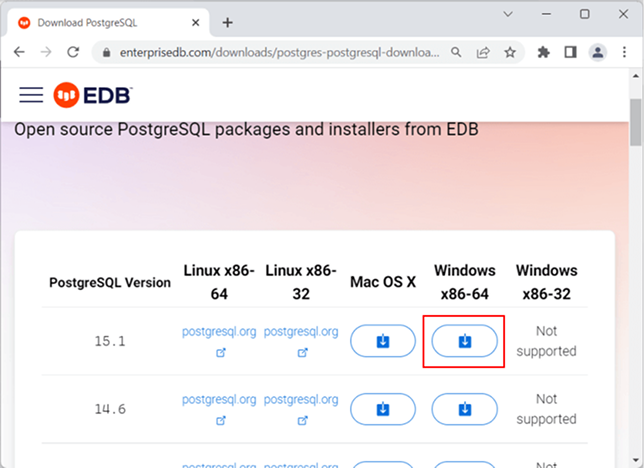 Download PostgreSQL
enterprisedb.com/downloads/postgres-postgresql-downloa...
EDB
Open source PostgreSQL packages and installers from EDB
PostgreSQL Version Linux x86-64 Linux x86-32 Mac OS X Windows x86-64 Windows x86-32
15.1 postgresql.org postgresql.org Not supported
14.6 postgresql.org postgresql.org Not supported
postgresql.org postgresql.org Not